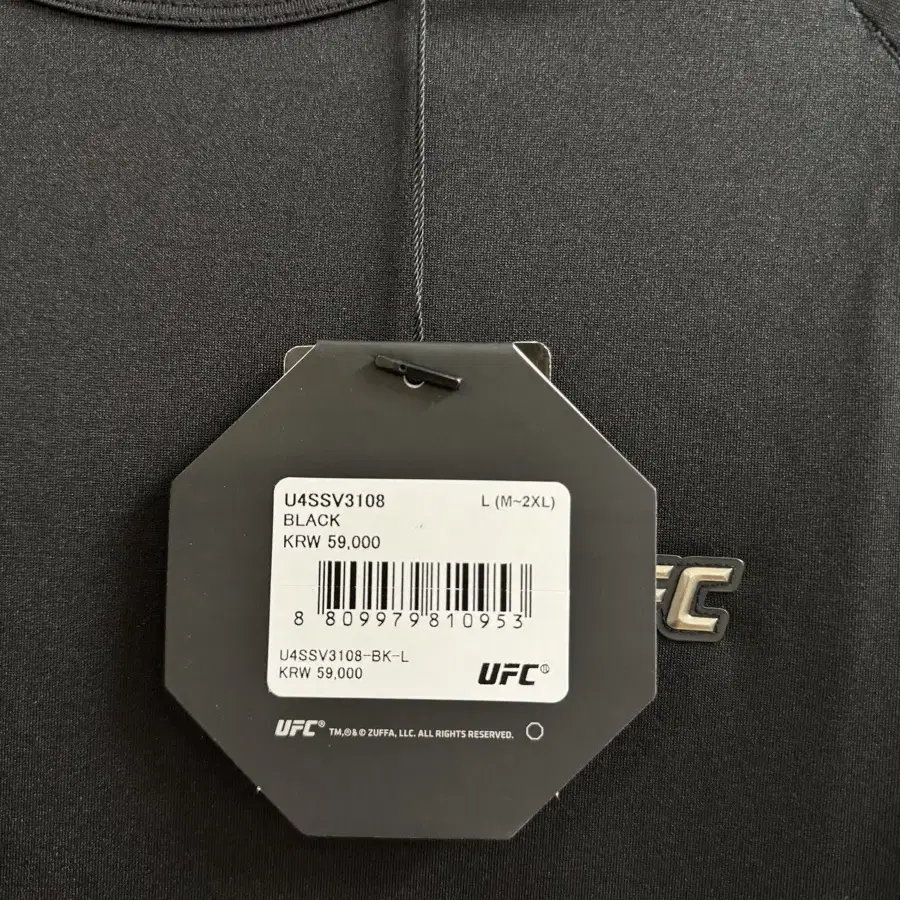 U4SSV3108 L (M~2XL)
BLACK
KRW 59,000
8 809979 810953
U4SSV3108-BK-L
KRW 59,000
UFC®
UFC® TM,®&© ZUFFA, LLC. ALL RIGHTS RESERVED.
FC